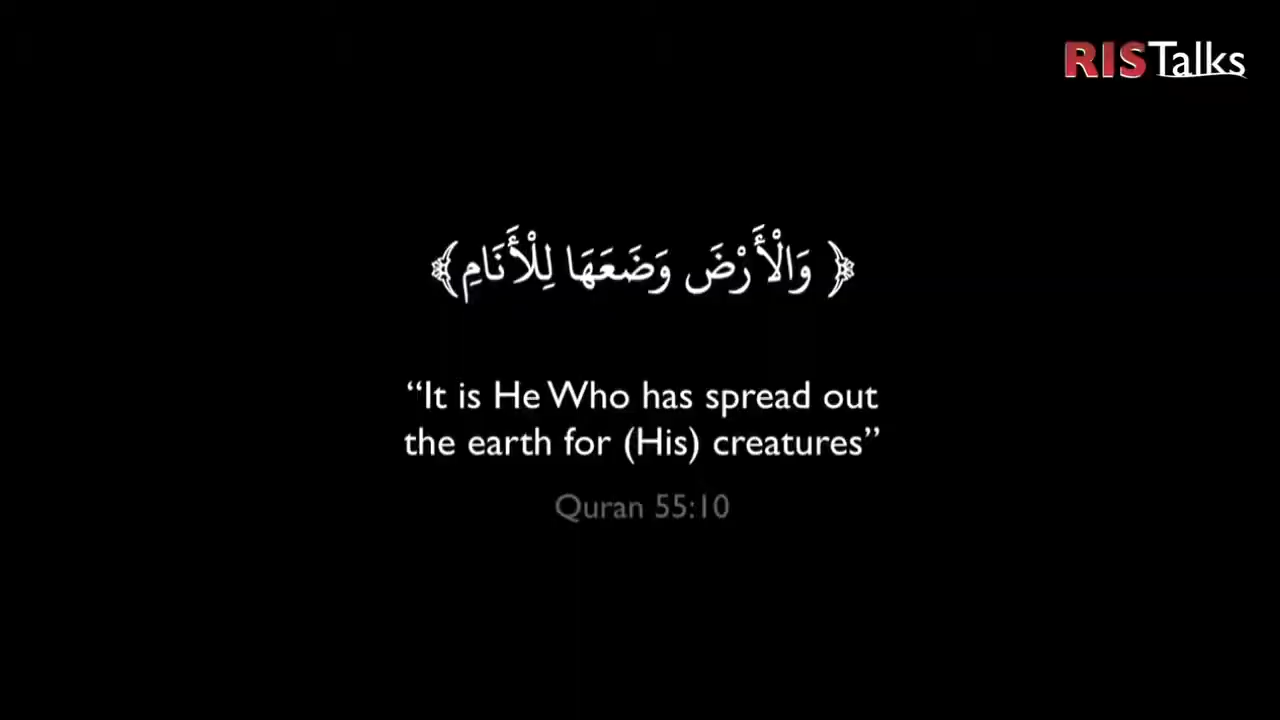 RISTalks
﴿ وَالْأَرْضَ وَضَعَهَا لِلْأَنَامِ﴾
“It is He Who has spread out
the earth for (His) creatures”
Quran 55:10